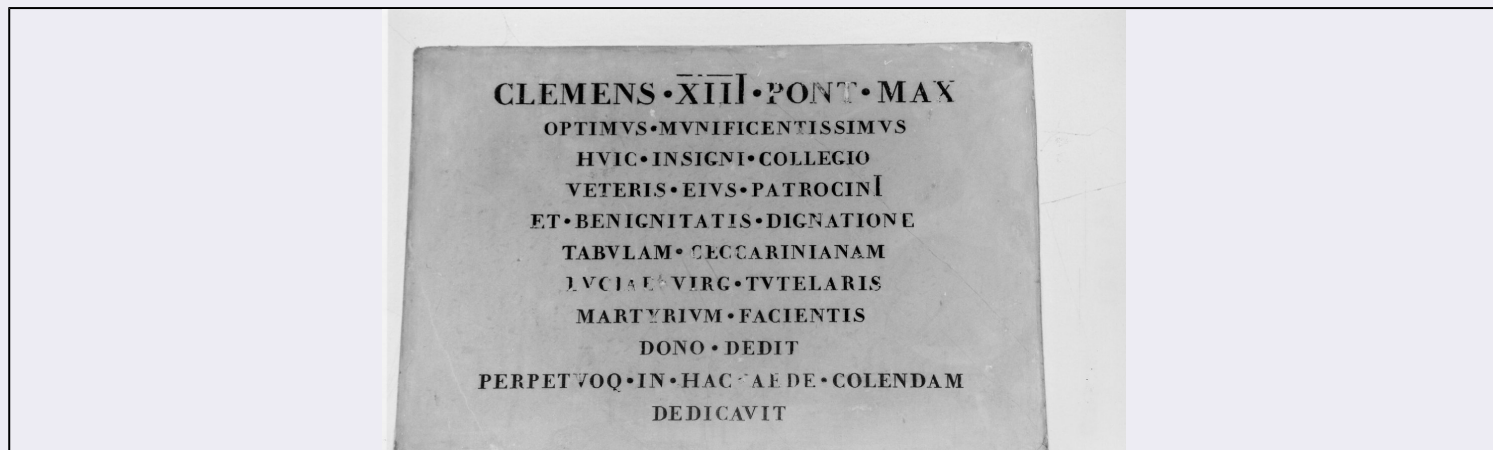 CLEMENS · XIII · PONT · MAX
OPTIMVS · MVNIFICENTISSIMVS
HVIC · INSIGNI · COLLEGIO
VETERIS · EIVS · PATROCINI
ET · BENIGNITATIS · DIGNATIONE
TABVLAM · CECCARINIANAM
LVCIAE · VIRG · TVTELARIS
MARTYRIVM · FACIENTIS
DONO · DEDIT
PERPETVOQ · IN · HAC · AEDE · COLENDAM
DEDICAVIT